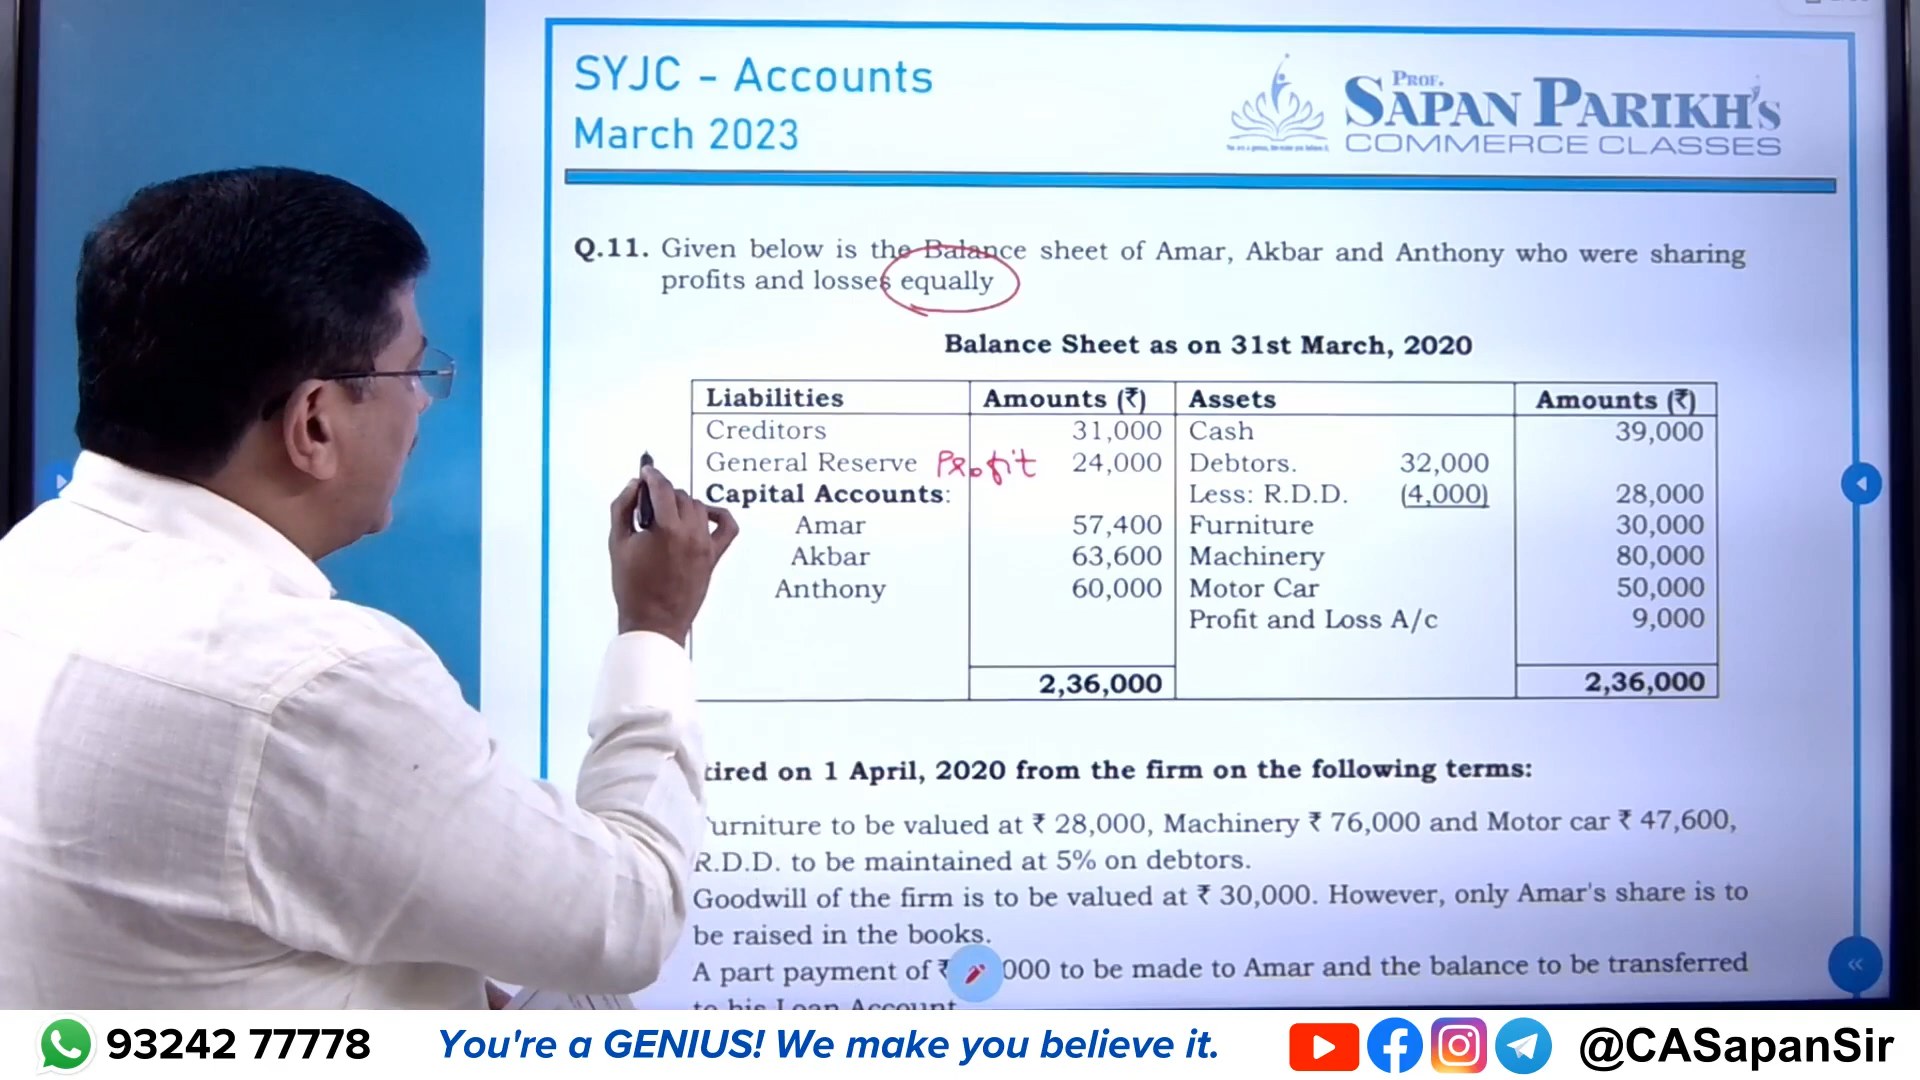 SYJC - Accounts
March 2023
PROF.
SAPAN PARIKH's
COMMERCE CLASSES
Q.11. Given below is the Balance sheet of Amar, Akbar and Anthony who were sharing
profits and losses equally
Balance Sheet as on 31st March, 2020
Liabilities Amounts (₹) Assets Amounts (₹)
Creditors 31,000 Cash 39,000
General Reserve Profit 24,000 Debtors. 32,000
Capital Accounts: Less: R.D.D. (4,000) 28,000
Amar 57,400 Furniture 30,000
Akbar 63,600 Machinery 80,000
Anthony 60,000 Motor Car 50,000
Profit and Loss A/c 9,000
2,36,000 2,36,000
tired on 1 April, 2020 from the firm on the following terms:
urniture to be valued at ₹ 28,000, Machinery ₹ 76,000 and Motor car ₹ 47,600,
R.D.D. to be maintained at 5% on debtors.
Goodwill of the firm is to be valued at ₹ 30,000. However, only Amar's share is to
be raised in the books.
A part payment of ₹ 000 to be made to Amar and the balance to be transferred
to his Loan Account
93242 77778 You're a GENIUS! We make you believe it. @CASapanSir